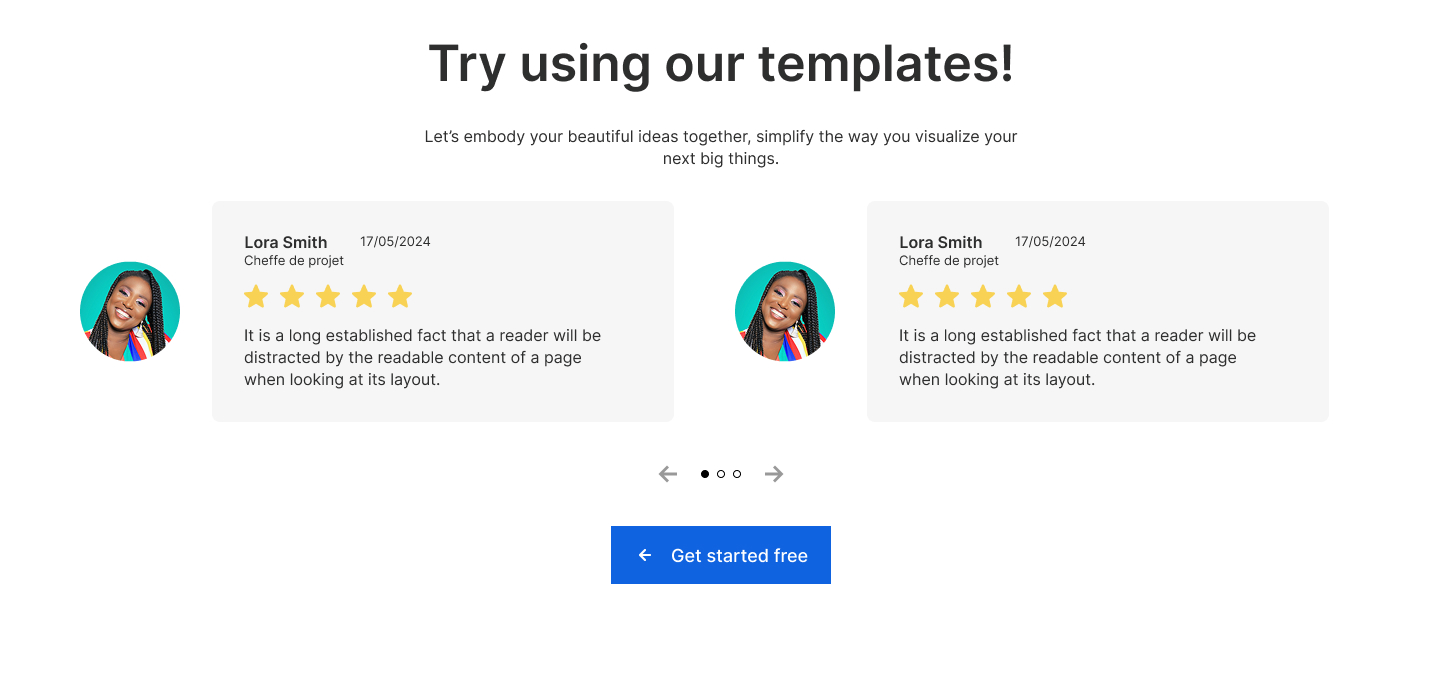 Try using our templates!
Let’s embody your beautiful ideas together, simplify the way you visualize your
next big things.
Lora Smith 17/05/2024
Cheffe de projet
It is a long established fact that a reader will be
distracted by the readable content of a page
when looking at its layout.
Lora Smith 17/05/2024
Cheffe de projet
It is a long established fact that a reader will be
distracted by the readable content of a page
when looking at its layout.
Get started free